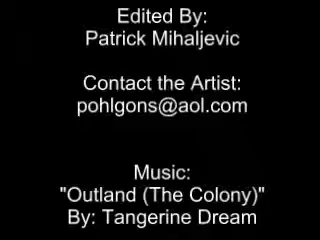 Edited By:
Patrick Mihaljevic
Contact the Artist:
pohlgons@aol.com
Music:
"Outland (The Colony)"
By: Tangerine Dream